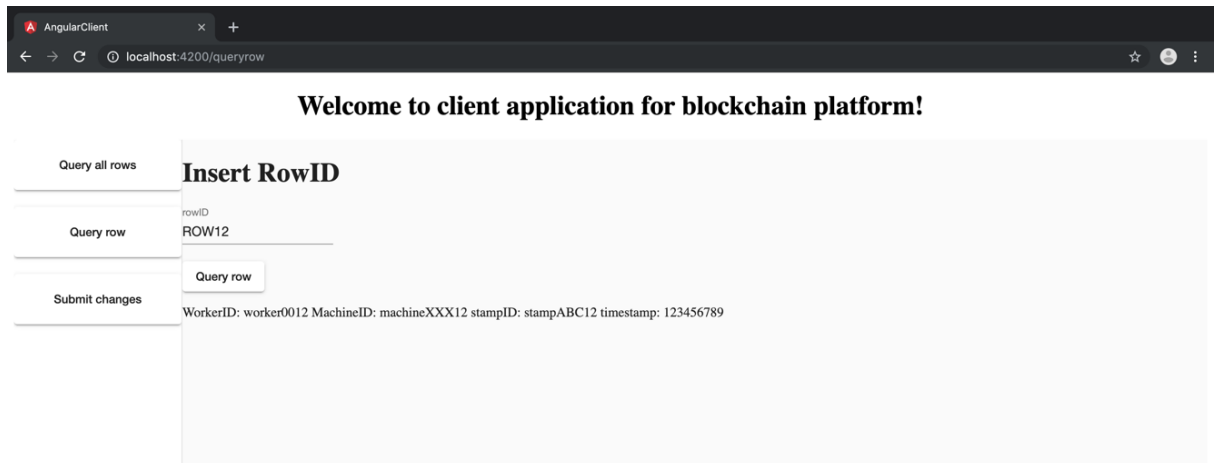 AngularClient
localhost:4200/queryrow
Welcome to client application for blockchain platform!
Query all rows
Query row
Submit changes
Insert RowID
rowID
ROW12
Query row
WorkerID: worker0012 MachineID: machineXXX12 stampID: stampABC12 timestamp: 123456789